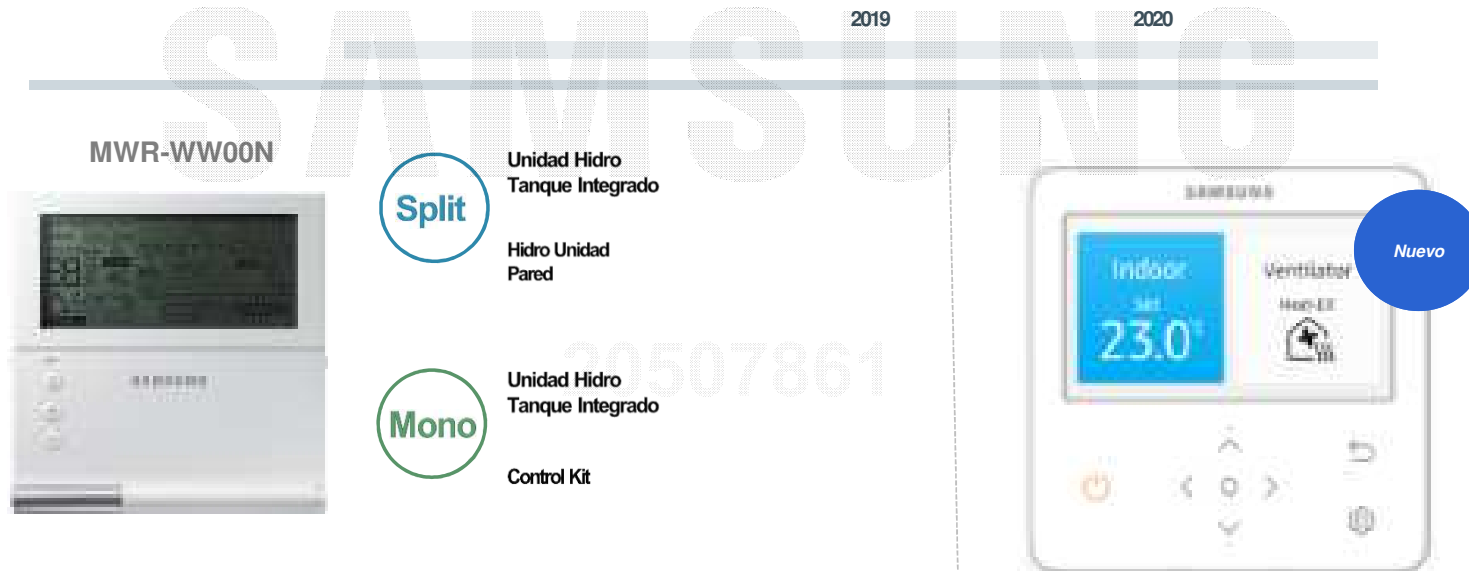 SAMSUNG
2019
2020
MWR-WW00N
Split
Unidad Hidro
Tanque Integrado
Hidro Unidad
Pared
SAMSUNG
20507861
Mono
Unidad Hidro
Tanque Integrado
Control Kit
SAMSUNG
Nuevo
Indoor
Set
23.0°
Ventilator